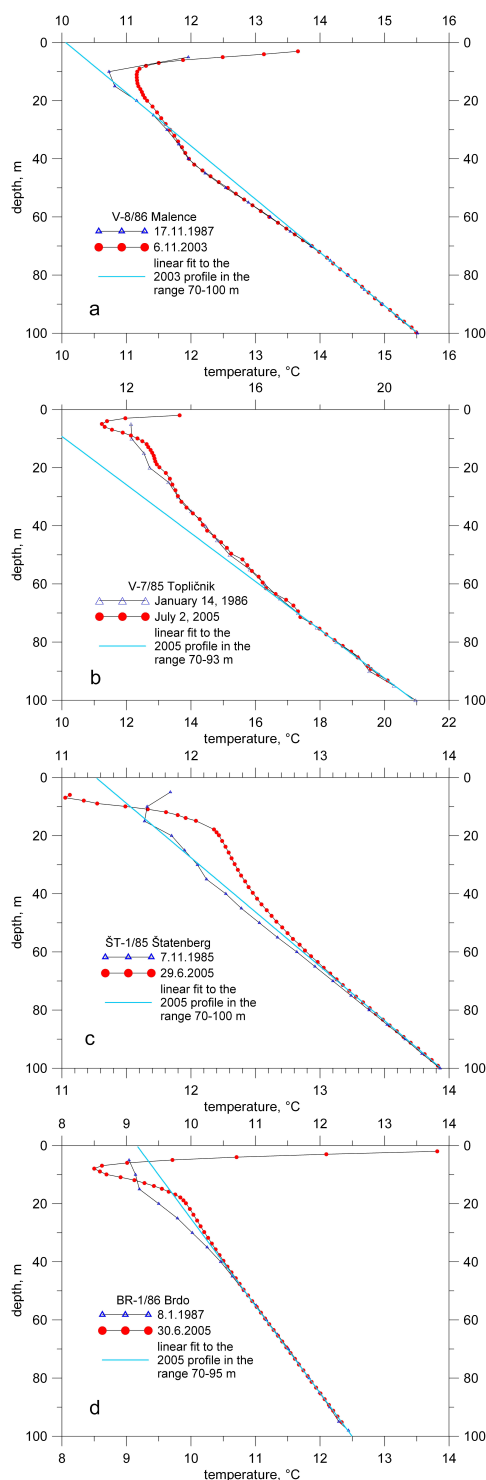 10 11 12 13 14 15 16
0 0
20 20
40 40
60 60
80 80
100 100
depth, m
depth, m
V-8/86 Malence
17.11.1987
6.11.2003
linear fit to the
2003 profile in the
range 70-100 m
a
10 11 12 13 14 15 16
temperature, °C
12 16 20
0 0
20 20
40 40
60 60
80 80
100 100
depth, m
depth, m
V-7/85 Topličnik
January 14, 1986
July 2, 2005
linear fit to the
2005 profile in the
range 70-93 m
b
10 12 14 16 18 20 22
temperature, °C
11 12 13 14
0 0
20 20
40 40
60 60
80 80
100 100
depth, m
depth, m
ŠT-1/85 Štatenberg
7.11.1985
29.6.2005
linear fit to the
2005 profile in the
range 70-100 m
c
11 12 13 14
temperature, °C
8 9 10 11 12 13 14
0 0
20 20
40 40
60 60
80 80
100 100
depth, m
depth, m
BR-1/86 Brdo
8.1.1987
30.6.2005
linear fit to the
2005 profile in the
range 70-95 m
d
8 9 10 11 12 13 14
temperature, °C